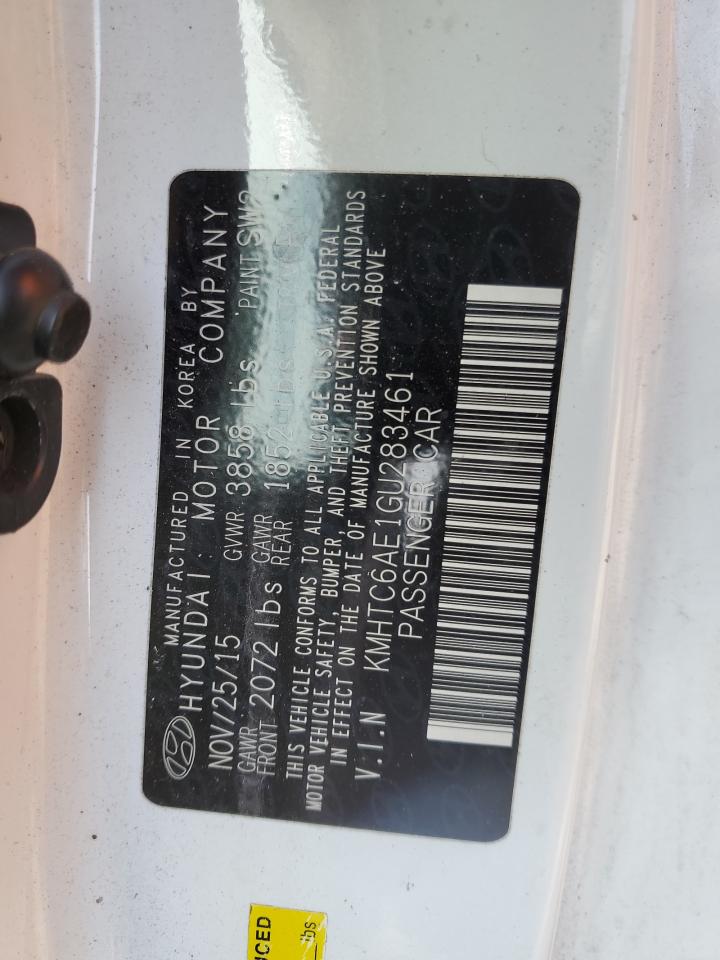 MANUFACTURED IN KOREA BY
HYUNDAI MOTOR COMPANY
NOV/25/15 GVWR 3858 lbs PAINT SW3
GAWR FRONT 2072 lbs GAWR REAR 1852 lbs
THIS VEHICLE CONFORMS TO ALL APPLICABLE U.S.A. FEDERAL
MOTOR VEHICLE SAFETY, BUMPER, AND THEFT PREVENTION STANDARDS
IN EFFECT ON THE DATE OF MANUFACTURE SHOWN ABOVE
V.I.N KMHTC6AE1GU283461
PASSENGER CAR
lbs